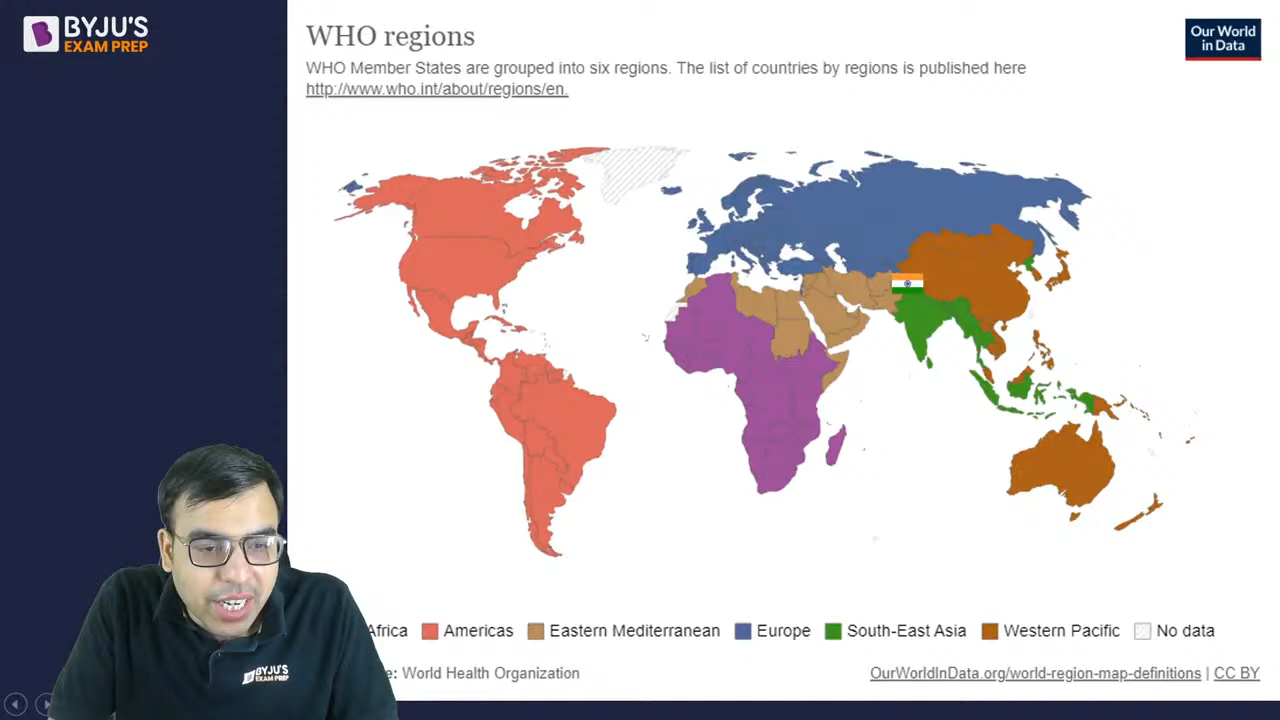 BYJU'S
EXAM PREP
WHO regions
Our World
in Data
WHO Member States are grouped into six regions. The list of countries by regions is published here
http://www.who.int/about/regions/en.
Africa
Americas
Eastern Mediterranean
Europe
South-East Asia
Western Pacific
No data
World Health Organization
OurWorldInData.org/world-region-map-definitions | CC BY
BYJU'S
EXAM PREP